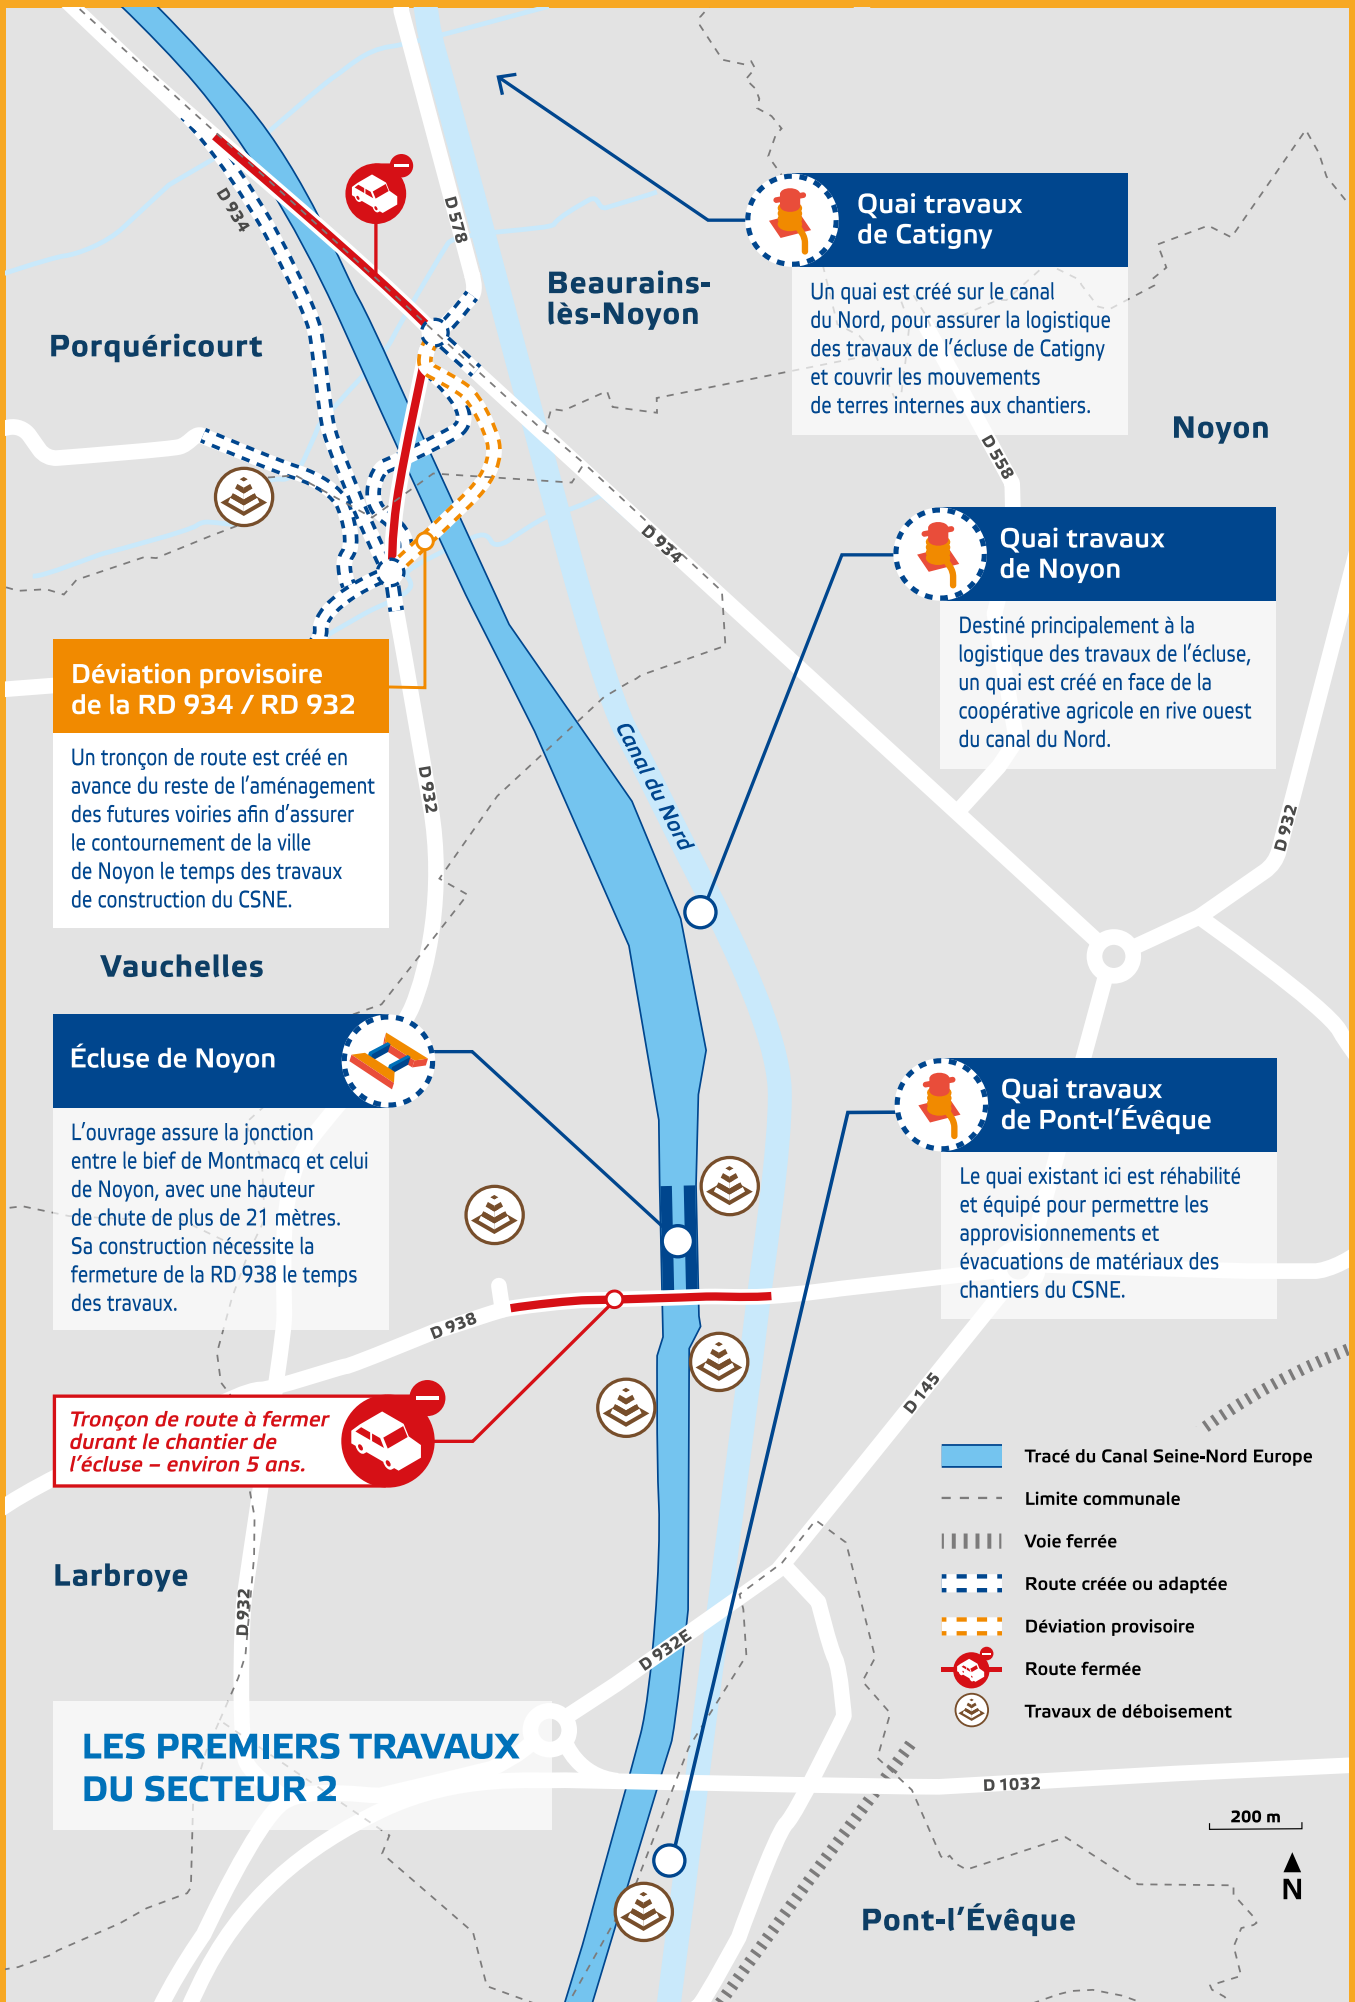 D 934
D 578
Quai travaux
de Catigny
Un quai est créé sur le canal
du Nord, pour assurer la logistique
des travaux de l'écluse de Catigny
et couvrir les mouvements
de terres internes aux chantiers.
Beaurains-
lès-Noyon
Porquéricourt
Noyon
D 558
D 934
Quai travaux
de Noyon
Destiné principalement à la
logistique des travaux de l'écluse,
un quai est créé en face de la
coopérative agricole en rive ouest
du canal du Nord.
Déviation provisoire
de la RD 934 / RD 932
Un tronçon de route est créé en
avance du reste de l'aménagement
des futures voiries afin d'assurer
le contournement de la ville
de Noyon le temps des travaux
de construction du CSNE.
D 932
Canal du Nord
D 932
Vauchelles
Écluse de Noyon
L'ouvrage assure la jonction
entre le bief de Montmacq et celui
de Noyon, avec une hauteur
de chute de plus de 21 mètres.
Sa construction nécessite la
fermeture de la RD 938 le temps
des travaux.
Quai travaux
de Pont-l'Évêque
Le quai existant ici est réhabilité
et équipé pour permettre les
approvisionnements et
évacuations de matériaux des
chantiers du CSNE.
D 938
D 145
Tronçon de route à fermer
durant le chantier de
l'écluse – environ 5 ans.
Larbroye
D 932
D 932E
Tracé du Canal Seine-Nord Europe
Limite communale
Voie ferrée
Route créée ou adaptée
Déviation provisoire
Route fermée
Travaux de déboisement
LES PREMIERS TRAVAUX
DU SECTEUR 2
D 1032
200 m
N
Pont-l'Évêque